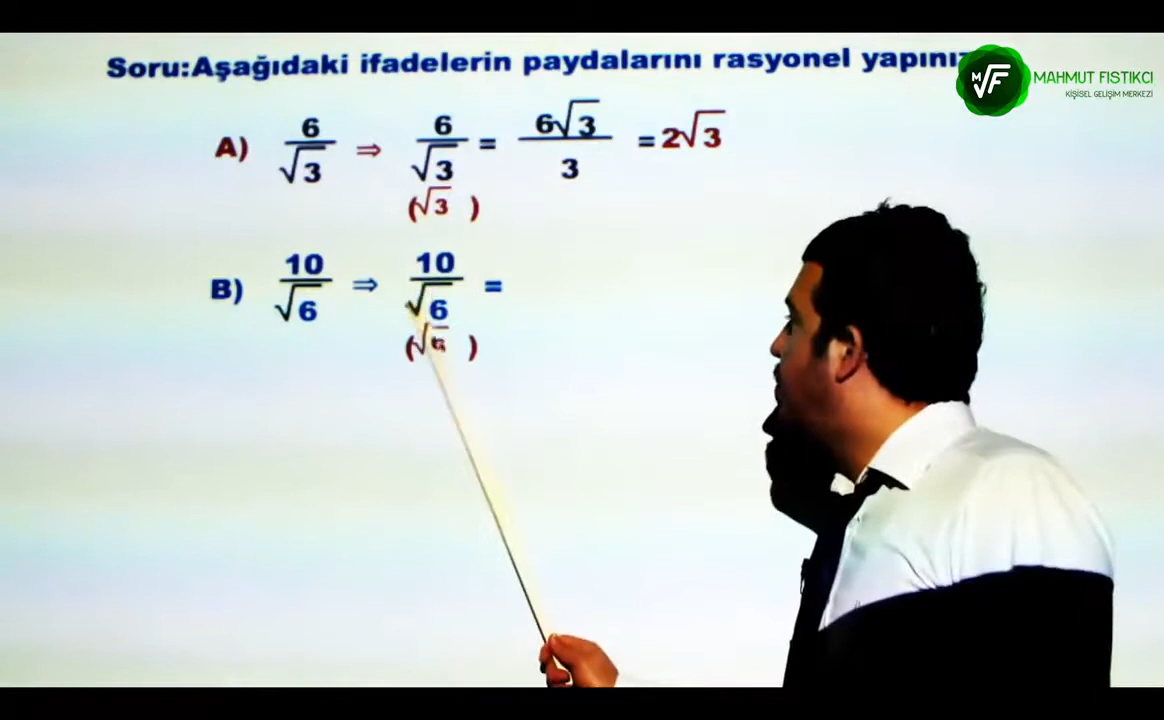 Soru:Aşağıdaki ifadelerin paydalarını rasyonel yapınız
MAHMUT FISTIKCI
KİŞİSEL GELİŞİM MERKEZİ
A) 6/√3 ⇒ 6/√3 (√3) = 6√3/3 = 2√3
B) 10/√6 ⇒ 10/√6 (√6) =